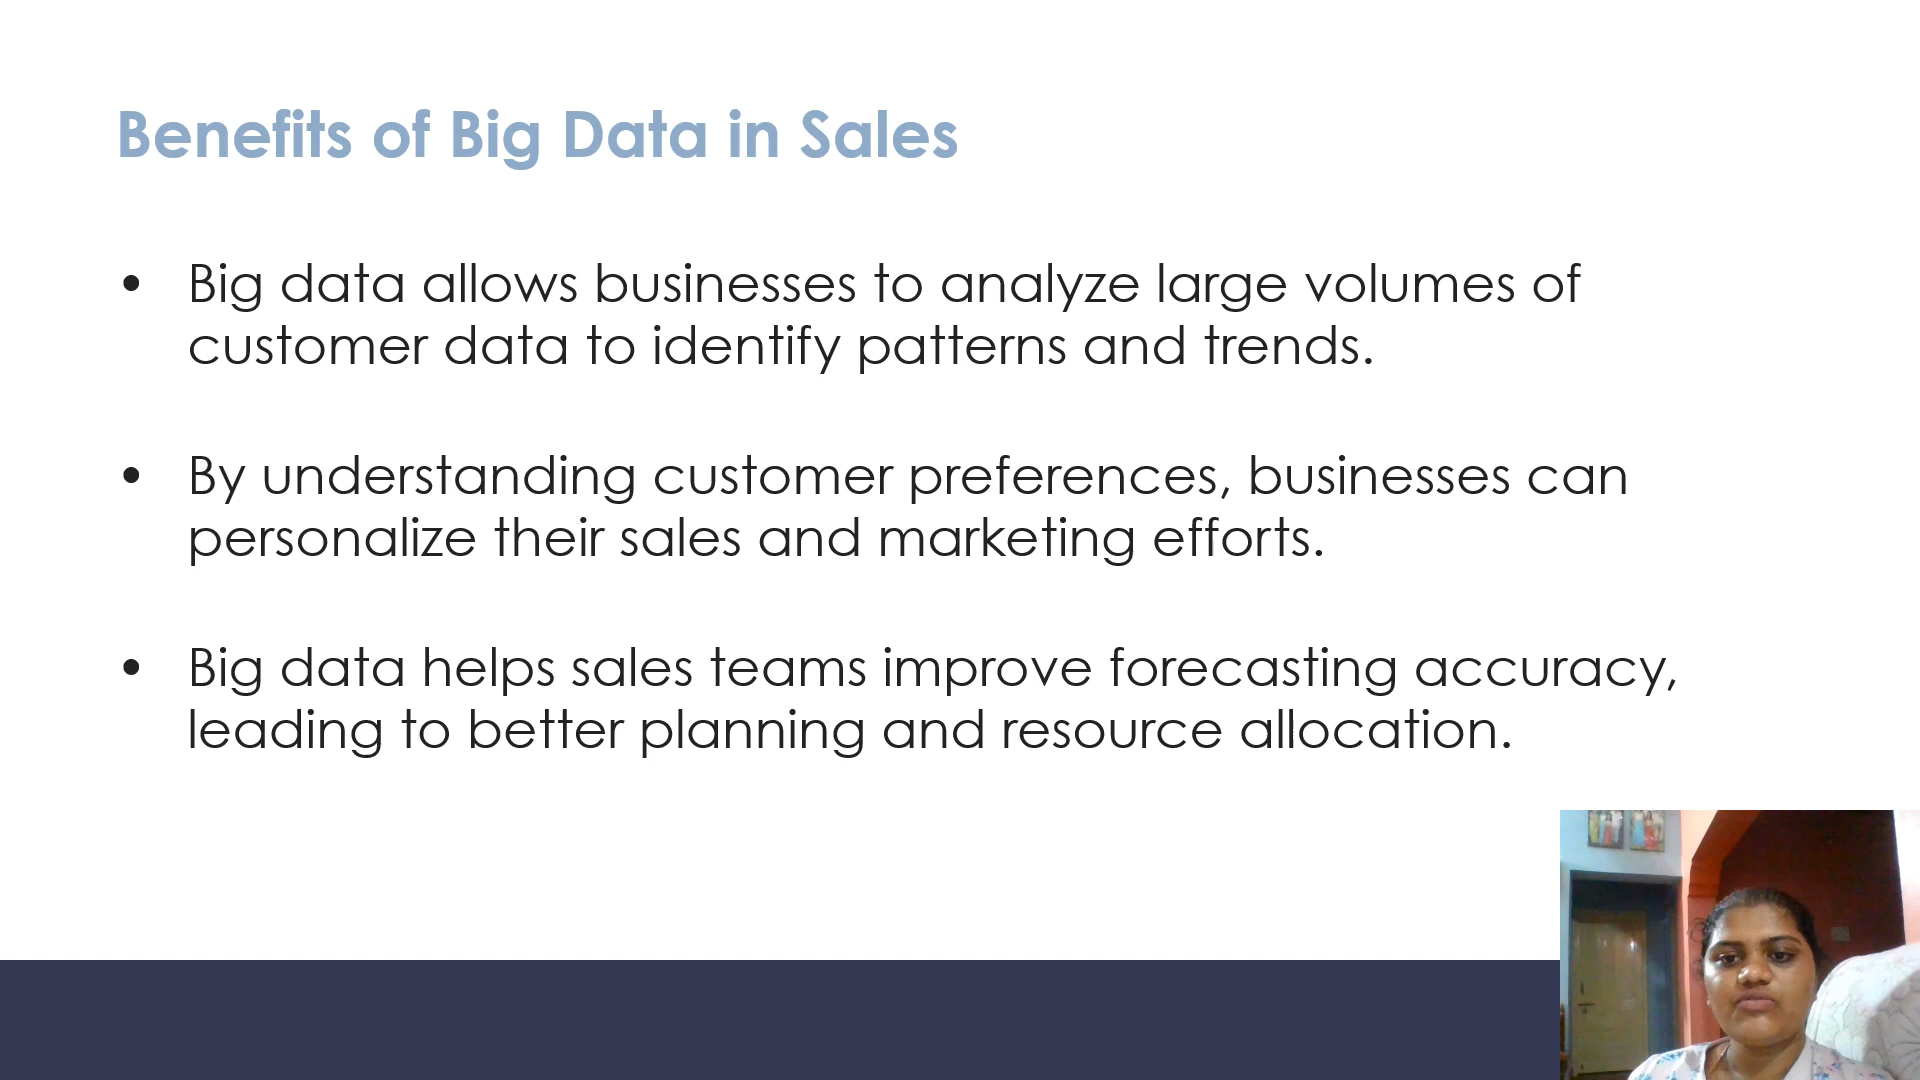 Benefits of Big Data in Sales
• Big data allows businesses to analyze large volumes of
customer data to identify patterns and trends.
• By understanding customer preferences, businesses can
personalize their sales and marketing efforts.
• Big data helps sales teams improve forecasting accuracy,
leading to better planning and resource allocation.